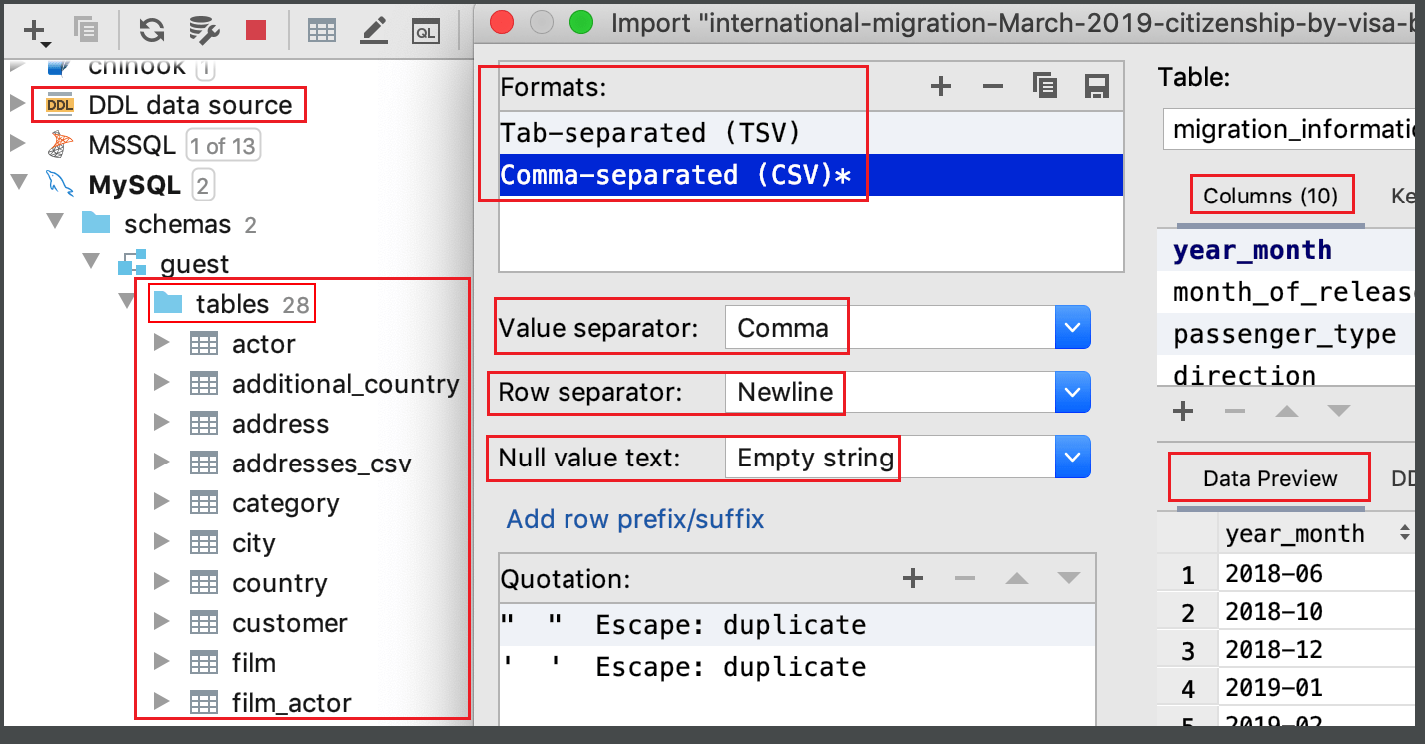 QL
chinook 1
DDL DDL data source
MSSQL 1 of 13
MySQL 2
schemas 2
guest
tables 28
actor
additional_country
address
addresses_csv
category
city
country
customer
film
film_actor
Import "international-migration-March-2019-citizenship-by-visa-
Formats:
Tab-separated (TSV)
Comma-separated (CSV)*
Value separator: Comma
Row separator: Newline
Null value text: Empty string
Add row prefix/suffix
Quotation:
" " Escape: duplicate
' ' Escape: duplicate
Table:
migration_informati
Columns (10) Ke
year_month
month_of_releas
passenger_type
direction
Data Preview DD
year_month
1 2018-06
2 2018-10
3 2018-12
4 2019-01
5 2019-02